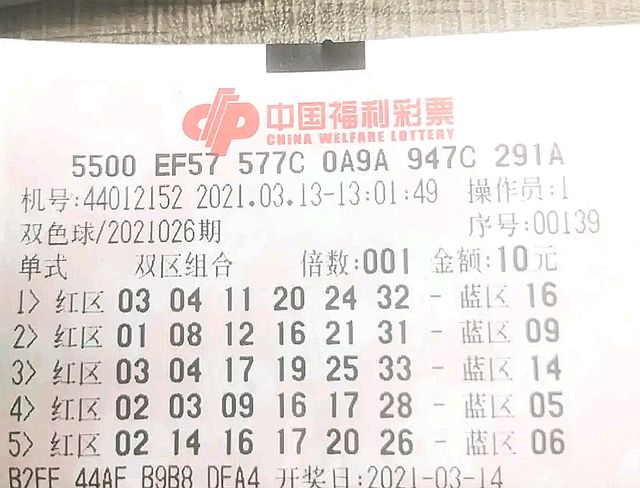 中国福利彩票
CHINA WELFARE LOTTERY
5500 EF57 577C 0A9A 947C 291A
机号:44012152 2021.03.13-13:01:49 操作员:1
双色球/2021026期 序号:00139
单式 双区组合 倍数:001 金额:10元
1> 红区 03 04 11 20 24 32 - 蓝区 16
2> 红区 01 08 12 16 21 31 - 蓝区 09
3> 红区 03 04 17 19 25 33 - 蓝区 14
4> 红区 02 03 09 16 17 28 - 蓝区 05
5> 红区 02 14 16 17 20 26 - 蓝区 06
B2FF 44AF B9B8 DFA4 开奖日:2021-03-14